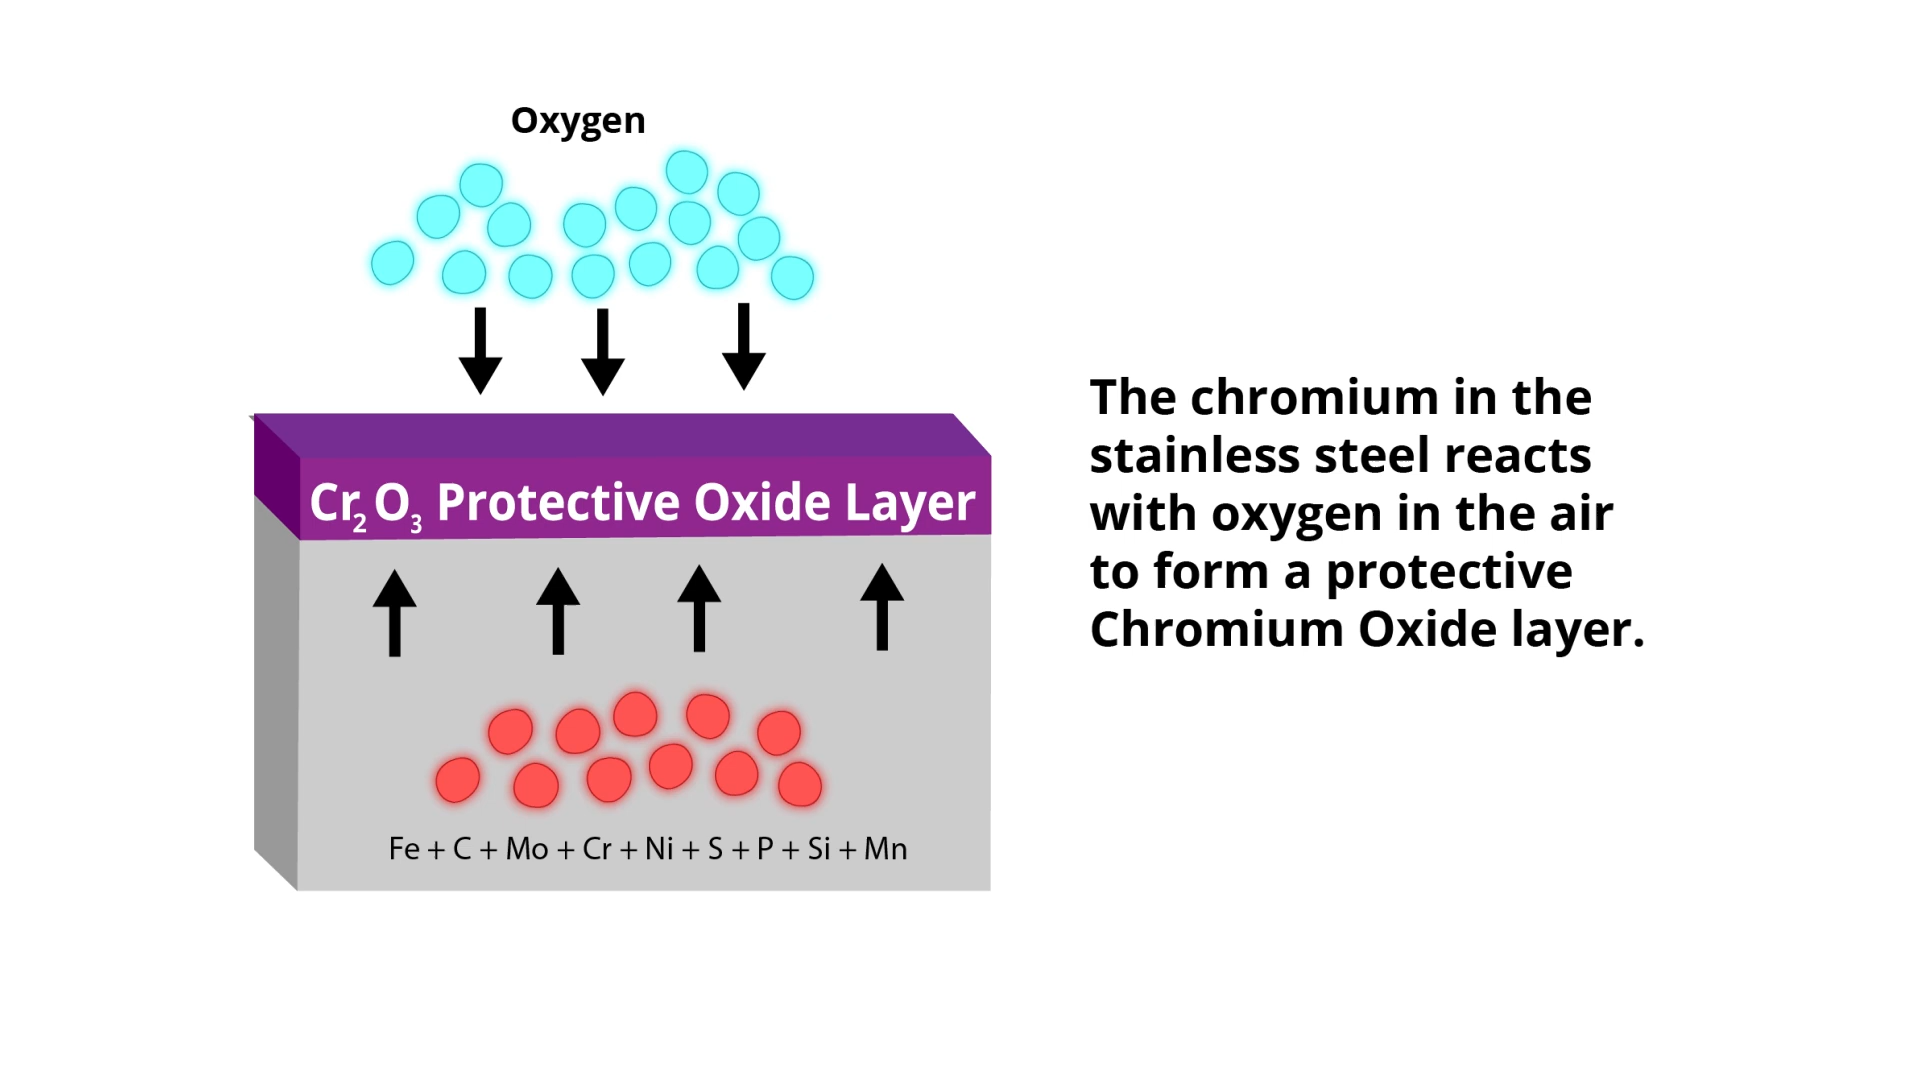 Oxygen
Cr₂O₃ Protective Oxide Layer
Fe + C + Mo + Cr + Ni + S + P + Si + Mn
The chromium in the
stainless steel reacts
with oxygen in the air
to form a protective
Chromium Oxide layer.